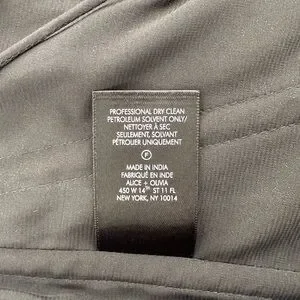 PROFESSIONAL DRY CLEAN
PETROLEUM SOLVENT ONLY/
NETTOYER À SEC
SEULEMENT, SOLVANT
PÉTROLIER UNIQUEMENT
F
MADE IN INDIA
FABRIQUÉ EN INDE
ALICE + OLIVIA
450 W 14th ST 11 FL
NEW YORK, NY 10014